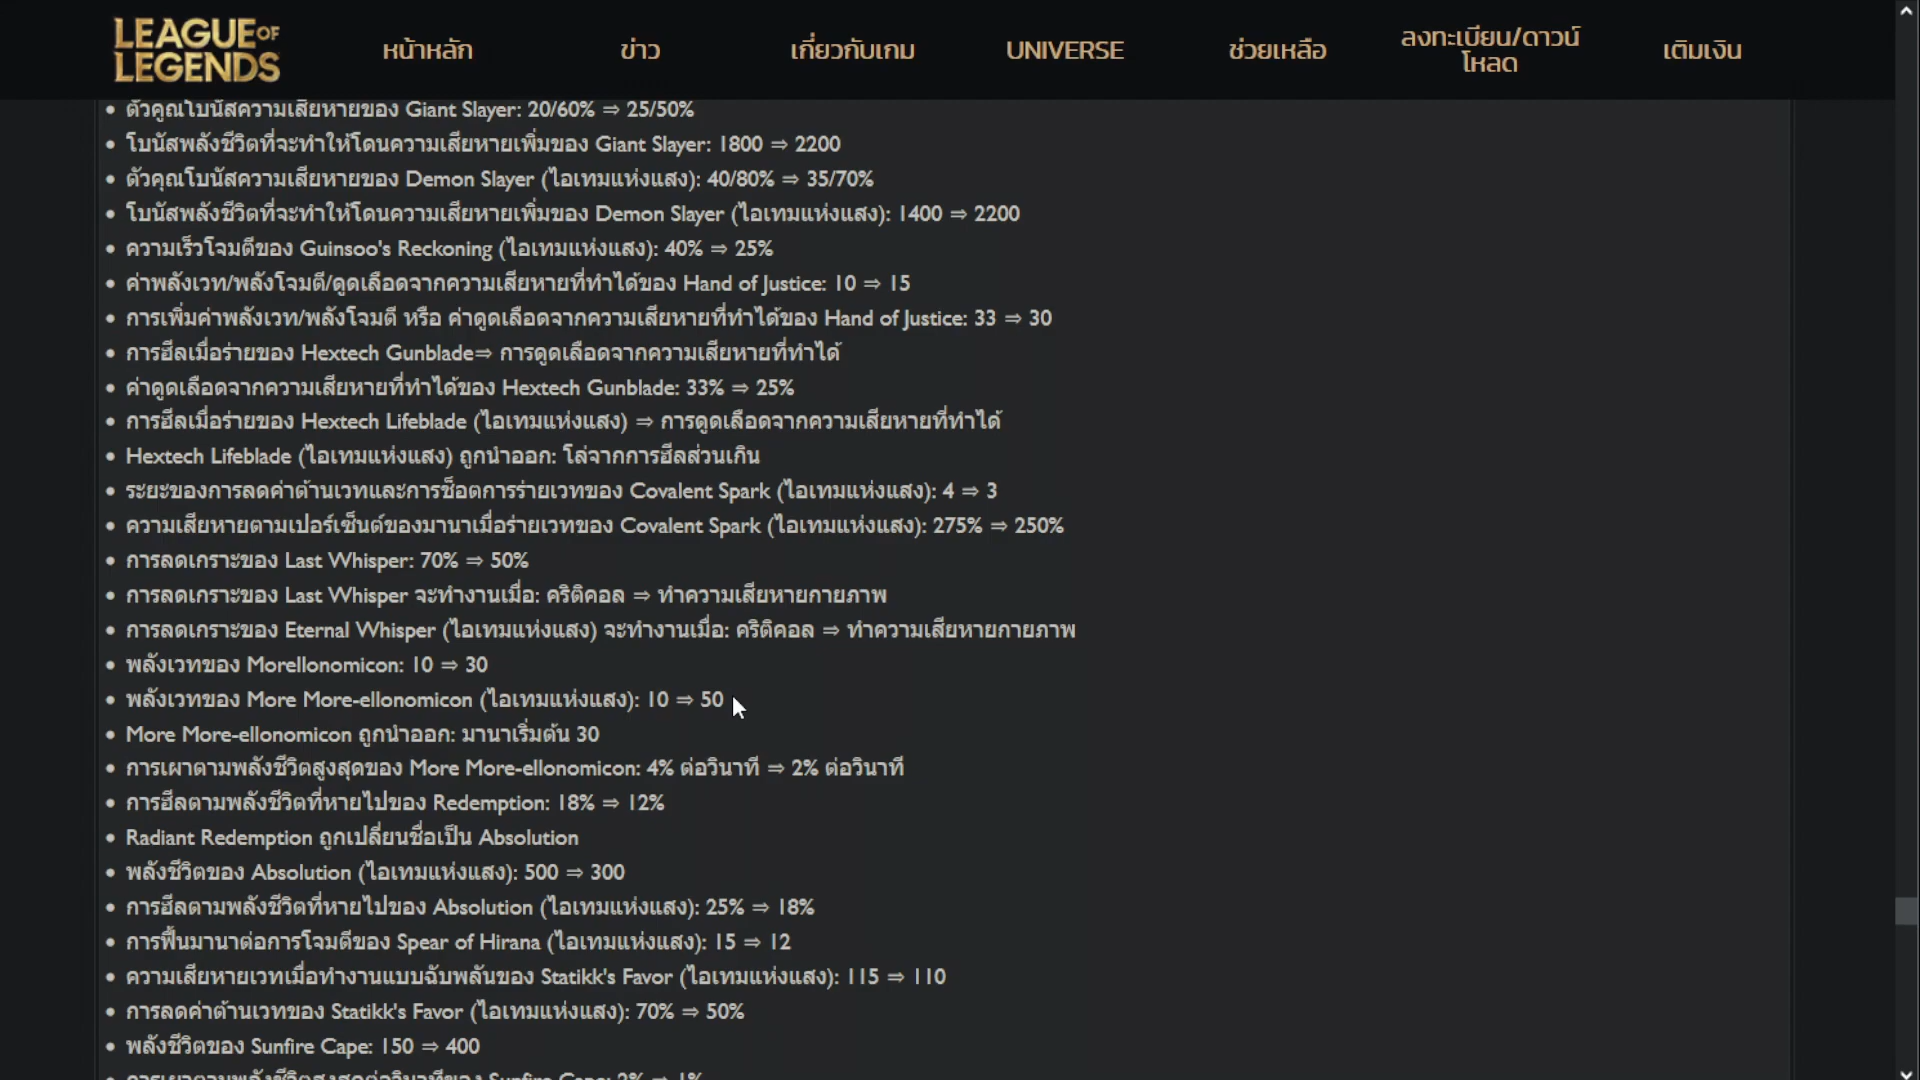 LEAGUE OF
LEGENDS
หน้าหลัก
ข่าว
เกี่ยวกับเกม
UNIVERSE
ช่วยเหลือ
ลงทะเบียน/ดาวน์
โหลด
เติมเงิน
ตัวคูณโบนัสความเสียหายของ Giant Slayer: 20/60% ⇒ 25/50%
โบนัสพลังชีวิตที่จะทำให้โดนความเสียหายเพิ่มของ Giant Slayer: 1800 ⇒ 2200
ตัวคุณโบนัสความเสียหายของ Demon Slayer (ไอเทมแห่งแสง): 40/80% ⇒ 35/70%
โบนัสพลังชีวิตที่จะทำให้โดนความเสียหายเพิ่มของ Demon Slayer (ไอเทมแห่งแสง): 1400 ⇒ 2200
ความเร็วโจมตีของ Guinsoo's Reckoning (ไอเทมแห่งแสง): 40% ⇒ 25%
ค่าพลังเวท/พลังโจมตี/ดูดเลือดจากความเสียหายที่ทำได้ของ Hand of Justice: 10 ⇒ 15
การเพิ่มค่าพลังเวท/พลังโจมตี หรือ ค่าดูดเลือดจากความเสียหายที่ทำได้ของ Hand of Justice: 33 ⇒ 30
การฮีลเมื่อร่ายของ Hextech Gunblade⇒ การดูดเลือดจากความเสียหายที่ทำได้
ค่าดูดเลือดจากความเสียหายที่ทำได้ของ Hextech Gunblade: 33% ⇒ 25%
การฮีลเมื่อร่ายของ Hextech Lifeblade (ไอเทมแห่งแสง) ⇒ การดูดเลือดจากความเสียหายที่ทำได้
Hextech Lifeblade (ไอเทมแห่งแสง) ถูกนำออก: โล่จากการฮีลส่วนเกิน
ระยะของการลดค่าต้านเวทและการช็อตการร่ายเวทของ Covalent Spark (ไอเทมแห่งแสง): 4 ⇒ 3
ความเสียหายตามเปอร์เซ็นต์ของมานาเมื่อร่ายเวทของ Covalent Spark (ไอเทมแห่งแสง): 275% ⇒ 250%
การลดเกราะของ Last Whisper: 70% ⇒ 50%
การลดเกราะของ Last Whisper จะทำงานเมื่อ: คริติคอล ⇒ ทำความเสียหายกายภาพ
การลดเกราะของ Eternal Whisper (ไอเทมแห่งแสง) จะทำงานเมื่อ: คริติคอล ⇒ ทำความเสียหายกายภาพ
พลังเวทของ Morellonomicon: 10 ⇒ 30
พลังเวทของ More More-ellonomicon (ไอเทมแห่งแสง): 10 ⇒ 50
More More-ellonomicon ถูกนำออก: มานาเริ่มต้น 30
การเผาตามพลังชีวิตสูงสุดของ More More-ellonomicon: 4% ต่อวินาที ⇒ 2% ต่อวินาที
การฮีลตามพลังชีวิตที่หายไปของ Redemption: 18% ⇒ 12%
Radiant Redemption ถูกเปลี่ยนชื่อเป็น Absolution
พลังชีวิตของ Absolution (ไอเทมแห่งแสง): 500 ⇒ 300
การฮีลตามพลังชีวิตที่หายไปของ Absolution (ไอเทมแห่งแสง): 25% ⇒ 18%
การฟื้นมานาต่อการโจมตีของ Spear of Hirana (ไอเทมแห่งแสง): 15 ⇒ 12
ความเสียหายเวทเมื่อทำงานแบบฉับพลันของ Statikk's Favor (ไอเทมแห่งแสง): 115 ⇒ 110
การลดค่าต้านเวทของ Statikk's Favor (ไอเทมแห่งแสง): 70% ⇒ 50%
พลังชีวิตของ Sunfire Cape: 150 ⇒ 400
การเผาตามพลังชีวิตสูงสุดต่อวินาทีของ Sunfire Cape: 2% ⇒ 1%